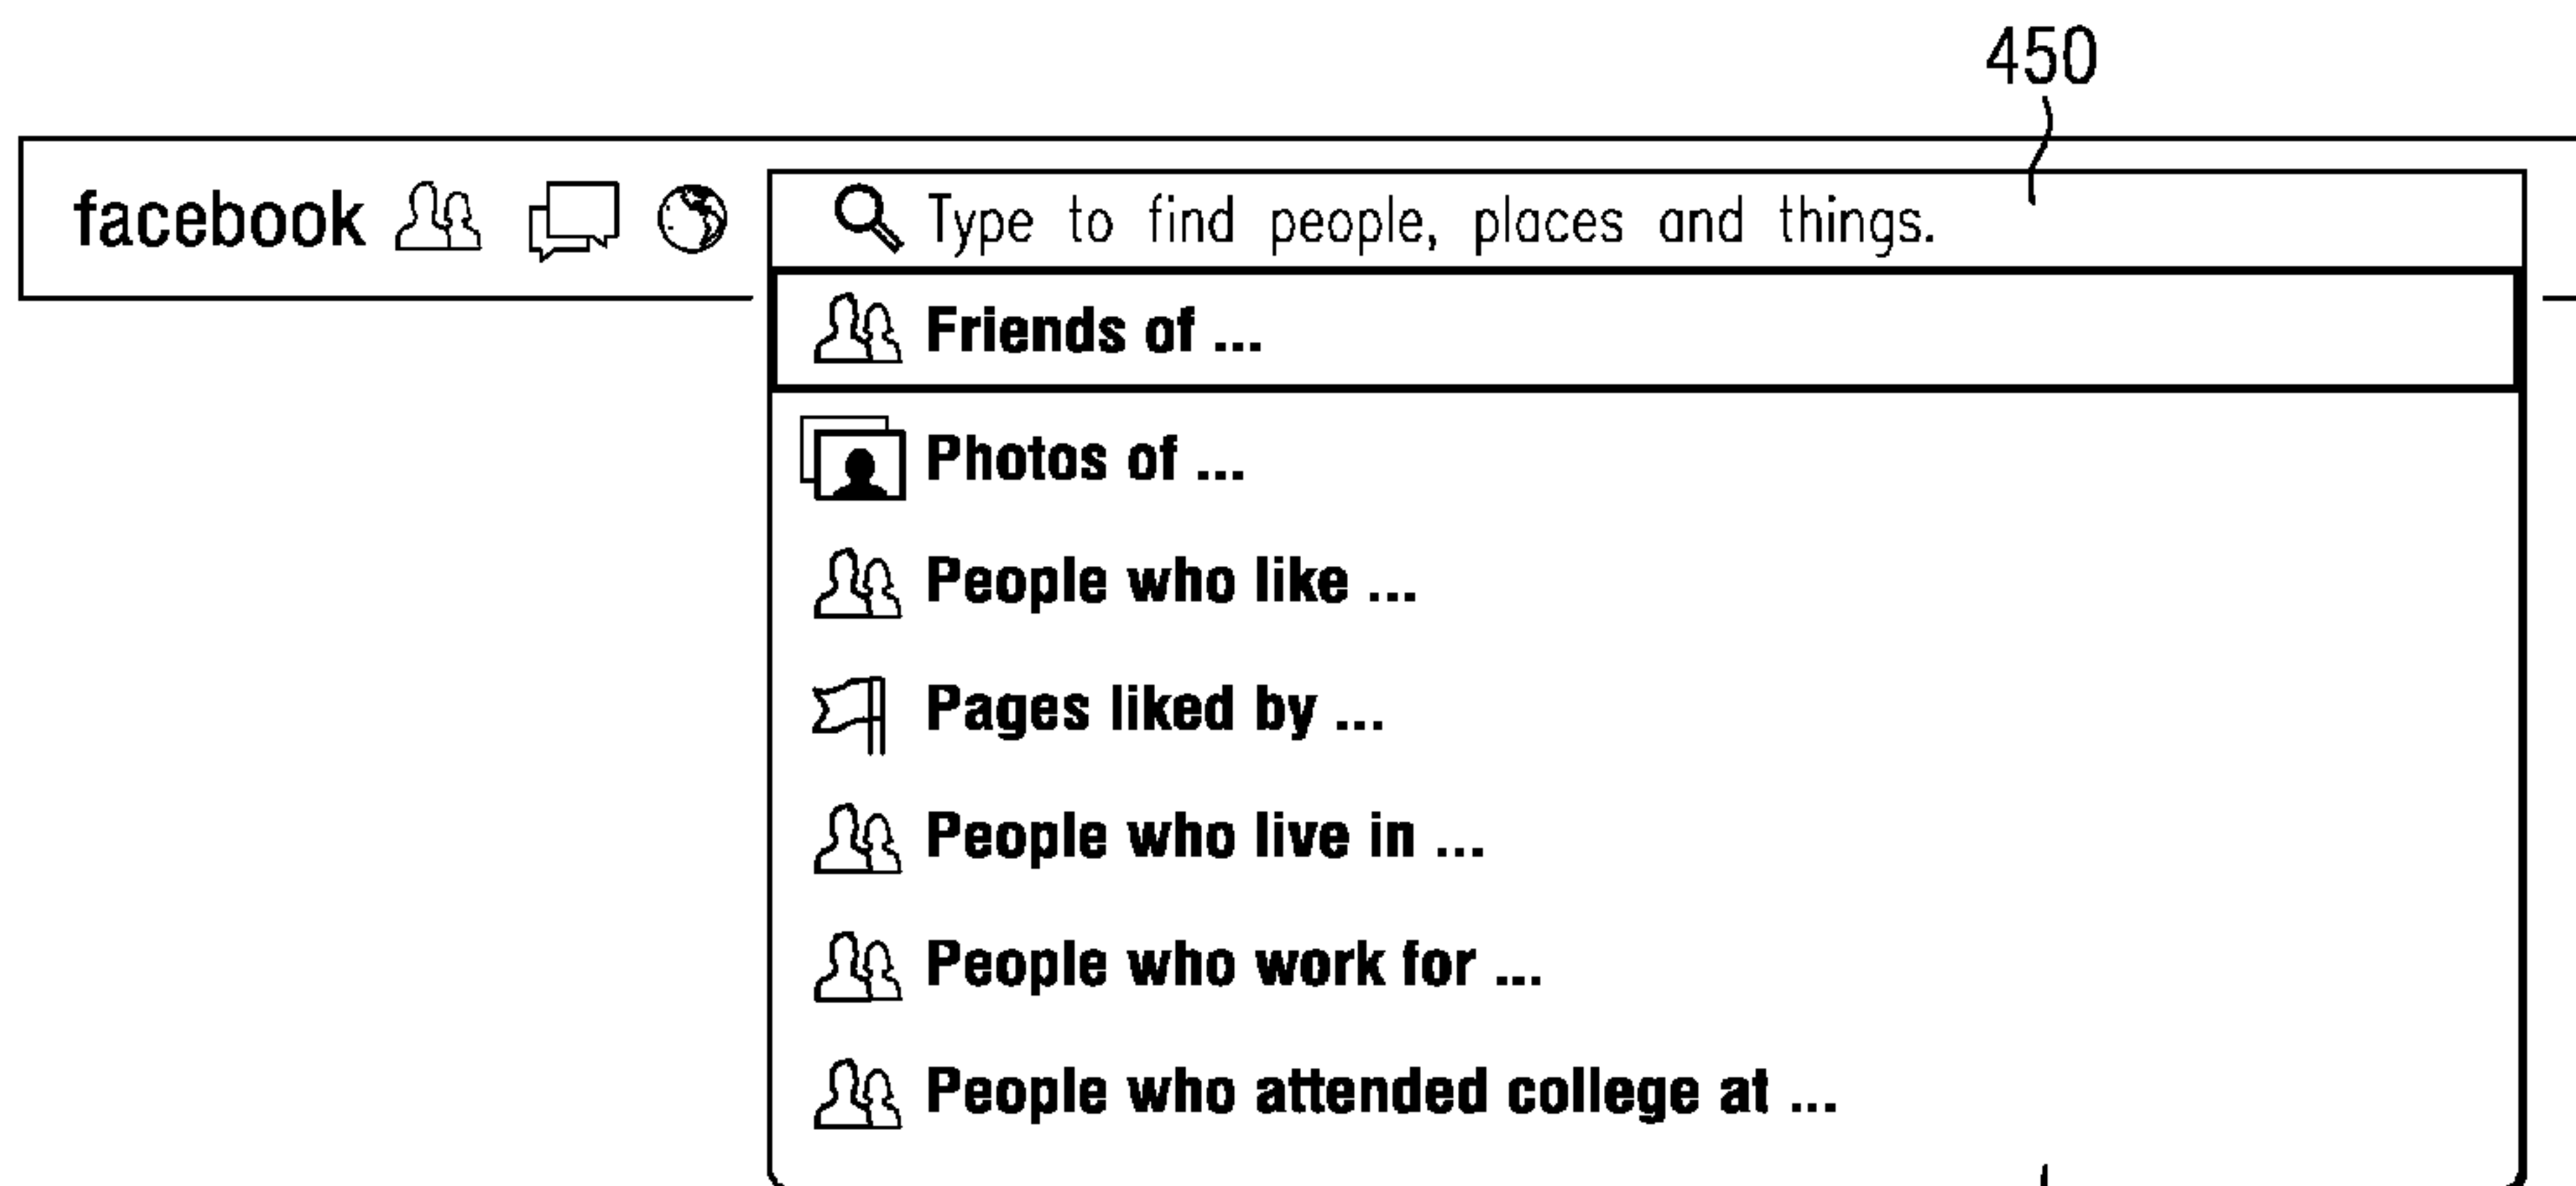 450
facebook Type to find people, places and things.
Friends of ...
Photos of ...
People who like ...
Pages liked by ...
People who live in ...
People who work for ...
People who attended college at ...